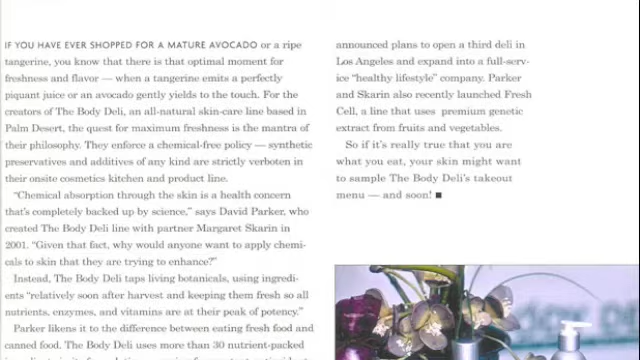 IF YOU HAVE EVER SHOPPED FOR A MATURE AVOCADO or a ripe
tangerine, you know that there is that optimal moment for
freshness and flavor — when a tangerine emits a perfectly
piquant juice or an avocado gently yields to the touch. For the
creators of The Body Deli, an all-natural skin-care line based in
Palm Desert, the quest for maximum freshness is the mantra of
their philosophy. They enforce a chemical-free policy — synthetic
preservatives and additives of any kind are strictly verboten in
their onsite cosmetics kitchen and product line.
"Chemical absorption through the skin is a health concern
that's completely backed up by science," says David Parker, who
created The Body Deli line with partner Margaret Skarin in
2001. "Given that fact, why would anyone want to apply chemi-
cals to skin that they are trying to enhance?"
Instead, The Body Deli taps living botanicals, using ingredi-
ents "relatively soon after harvest and keeping them fresh so all
nutrients, enzymes, and vitamins are at their peak of potency."
Parker likens it to the difference between eating fresh food and
canned food. The Body Deli uses more than 30 nutrient-packed
announced plans to open a third deli in
Los Angeles and expand into a full-serv-
ice "healthy lifestyle" company. Parker
and Skarin also recently launched Fresh
Cell, a line that uses premium genetic
extract from fruits and vegetables.
So if it's really true that you are
what you eat, your skin might want
to sample The Body Deli's takeout
menu — and soon!